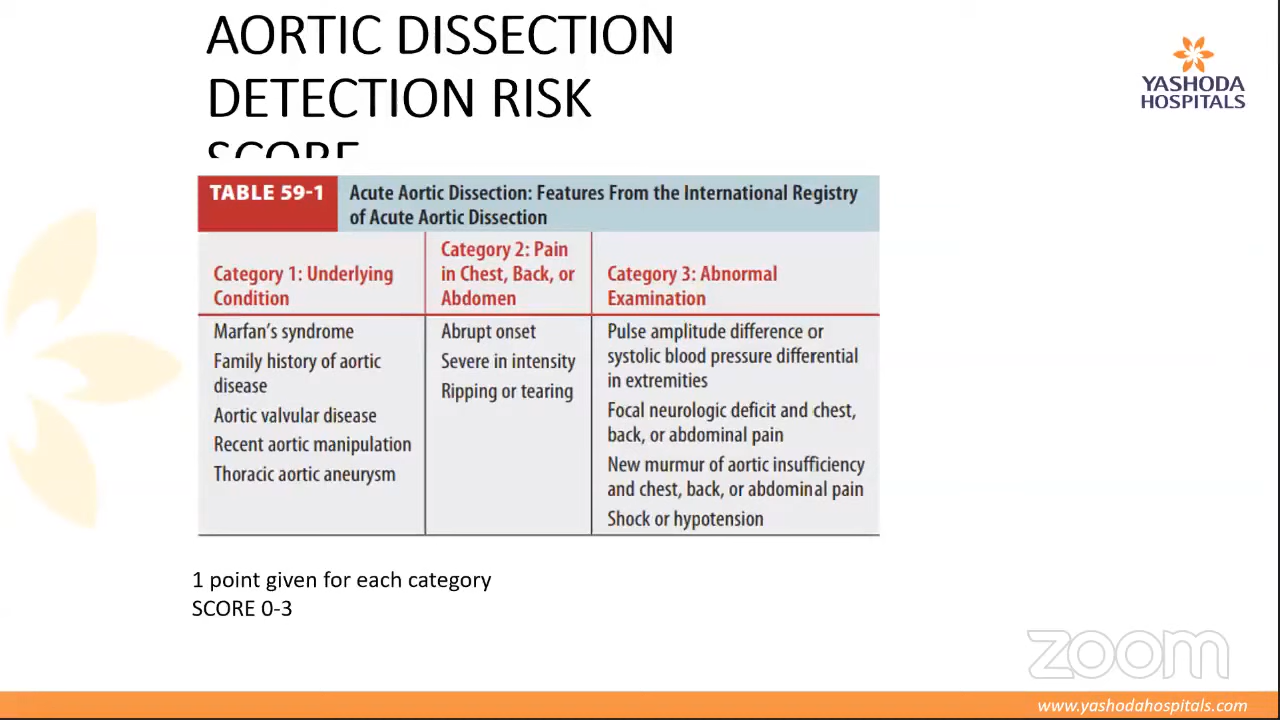 AORTIC DISSECTION
DETECTION RISK
SCORE
YASHODA
HOSPITALS
TABLE 59-1
Acute Aortic Dissection: Features From the International Registry
of Acute Aortic Dissection
Category 1: Underlying
Condition
Category 2: Pain
in Chest, Back, or
Abdomen
Category 3: Abnormal
Examination
Marfan's syndrome
Family history of aortic
disease
Aortic valvular disease
Recent aortic manipulation
Thoracic aortic aneurysm
Abrupt onset
Severe in intensity
Ripping or tearing
Pulse amplitude difference or
systolic blood pressure differential
in extremities
Focal neurologic deficit and chest,
back, or abdominal pain
New murmur of aortic insufficiency
and chest, back, or abdominal pain
Shock or hypotension
1 point given for each category
SCORE 0-3
zoom
www.yashodahospitals.com